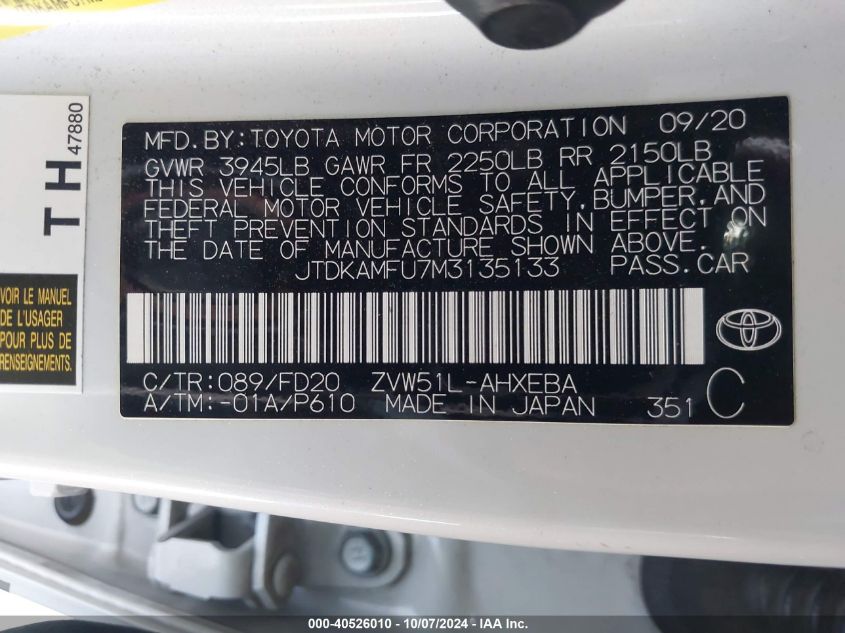 MFD.BY:TOYOTA MOTOR CORPORATION 09/20
GVWR 3945LB GAWR FR 2250LB RR 2150LB
THIS VEHICLE CONFORMS TO ALL APPLICABLE
FEDERAL MOTOR VEHICLE SAFETY,BUMPER,AND
THEFT PREVENTION STANDARDS IN EFFECT ON
THE DATE OF MANUFACTURE SHOWN ABOVE.
JTDKAMFU7M3135133 PASS.CAR
C/TR:089/FD20 ZVW51L-AHXEBA
A/TM:-01A/P610 MADE IN JAPAN 351 C
TH 47880
VOIR LE MANUEL
DE L'USAGER
POUR PLUS DE
RENSEIGNEMENTS.
000-40526010 - 10/07/2024 - IAA Inc.